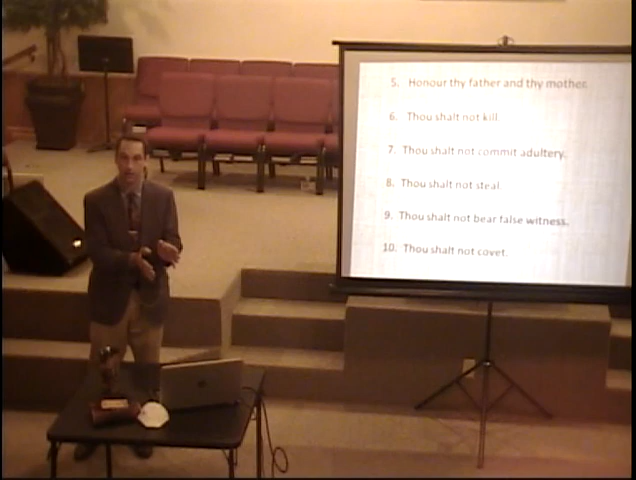 5. Honour thy father and thy mother.
6. Thou shalt not kill.
7. Thou shalt not commit adultery.
8. Thou shalt not steal.
9. Thou shalt not bear false witness.
10. Thou shalt not covet.